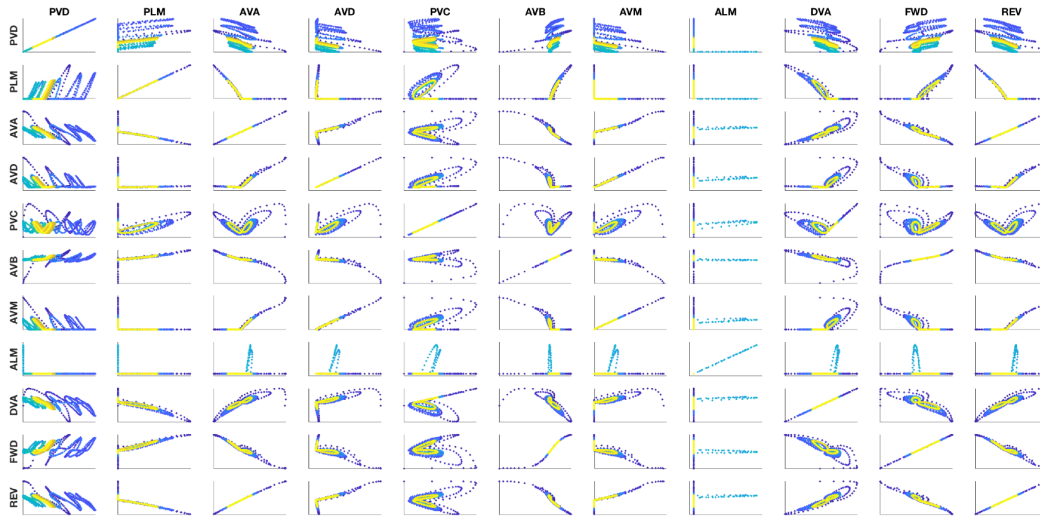 PVD PLM AVA AVD PVC AVB AVM ALM DVA FWD REV
PVD
PLM
AVA
AVD
PVC
AVB
AVM
ALM
DVA
FWD
REV